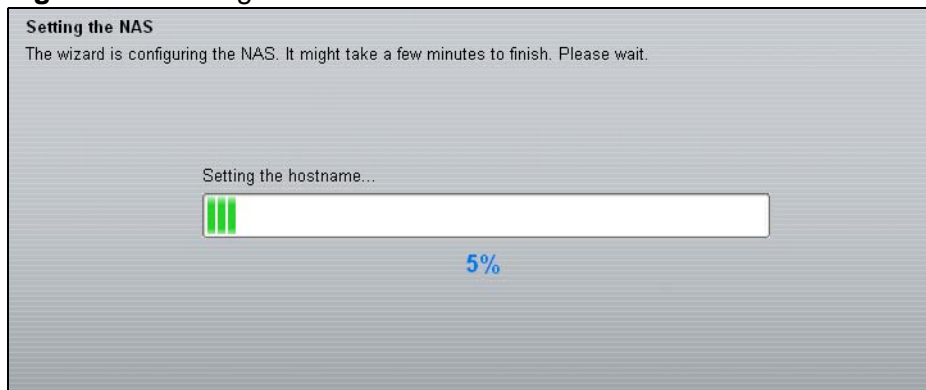 Setting the NAS
The wizard is configuring the NAS. It might take a few minutes to finish. Please wait.
Setting the hostname...
5%